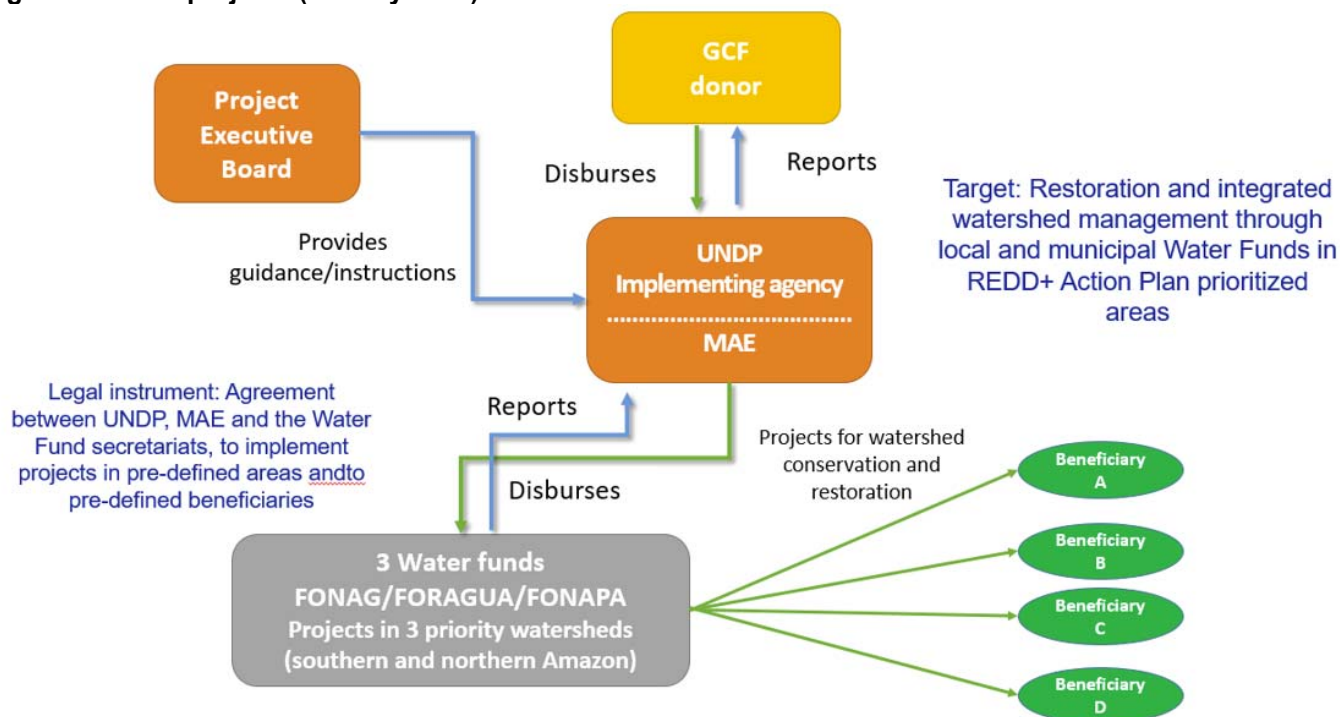 GCF
donor
Project
Executive
Board
Disburses
Reports
Provides
guidance/instructions
UNDP
Implementing agency
MAE
Target: Restoration and integrated
watershed management through
local and municipal Water Funds in
REDD+ Action Plan prioritized
areas
Legal instrument: Agreement
between UNDP, MAE and the Water
Fund secretariats, to implement
projects in pre-defined areas andto
pre-defined beneficiaries
Reports
Disburses
Projects for watershed
conservation and
restoration
3 Water funds
FONAG/FORAGUA/FONAPA
Projects in 3 priority watersheds
(southern and northern Amazon)
Beneficiary
A
Beneficiary
B
Beneficiary
C
Beneficiary
D